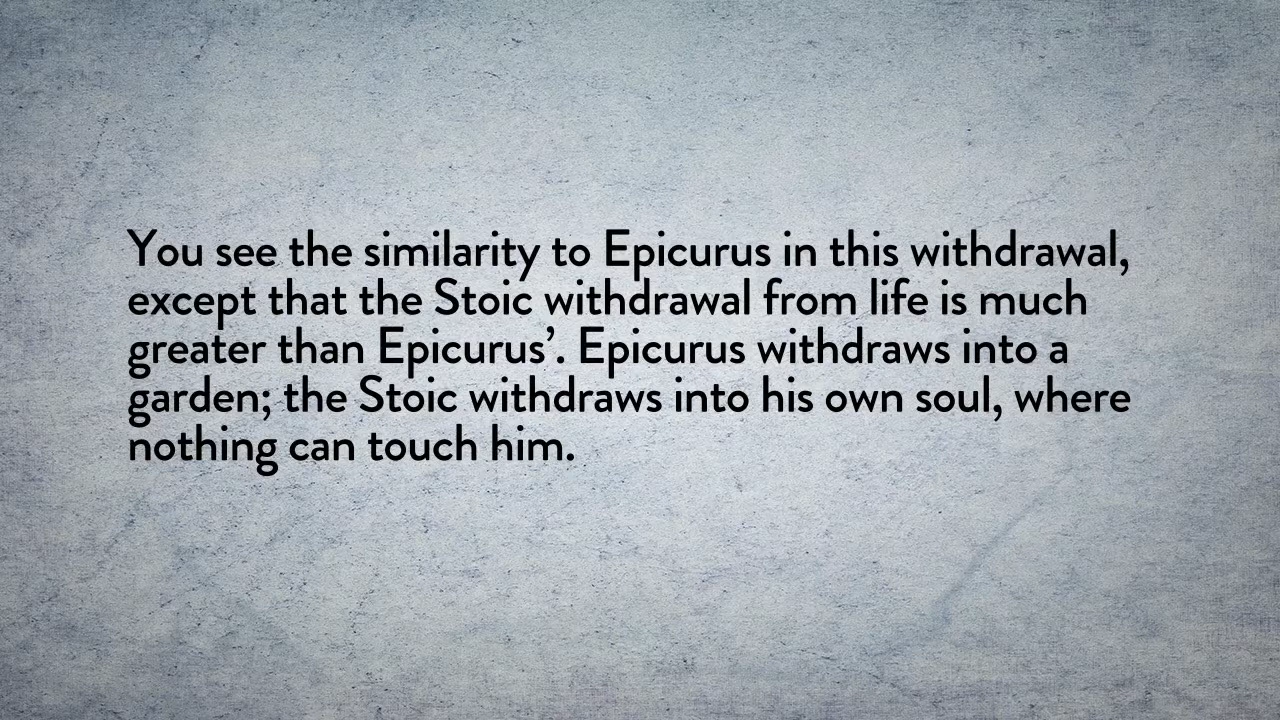 You see the similarity to Epicurus in this withdrawal,
except that the Stoic withdrawal from life is much
greater than Epicurus’. Epicurus withdraws into a
garden; the Stoic withdraws into his own soul, where
nothing can touch him.